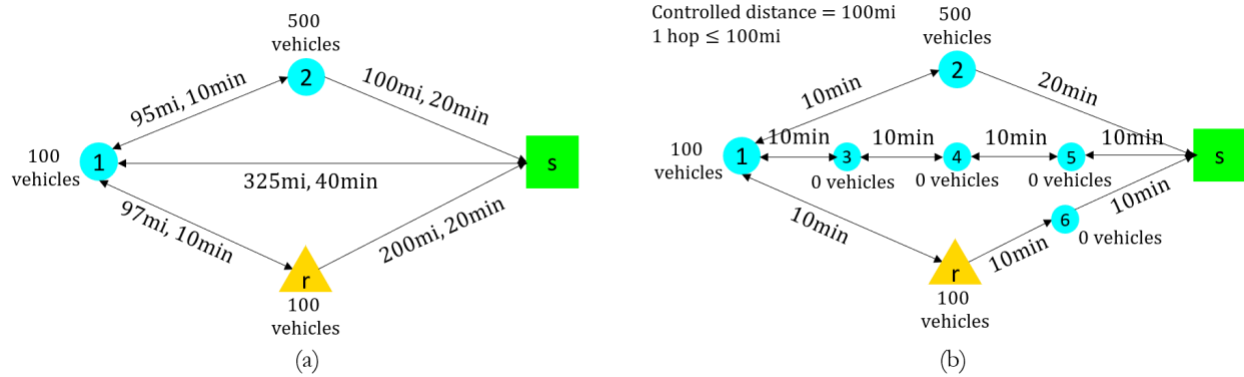 500
vehicles
2
95mi, 10min
100mi, 20min
100
vehicles
1
s
325mi, 40min
97mi, 10min
200mi, 20min
r
100
vehicles
(a)
Controlled distance = 100mi
1 hop ≤ 100mi
500
vehicles
2
10min
20min
100
vehicles
1
10min
3
10min
4
10min
5
10min
s
0 vehicles
0 vehicles
0 vehicles
10min
10min
6
0 vehicles
10min
r
100
vehicles
(b)